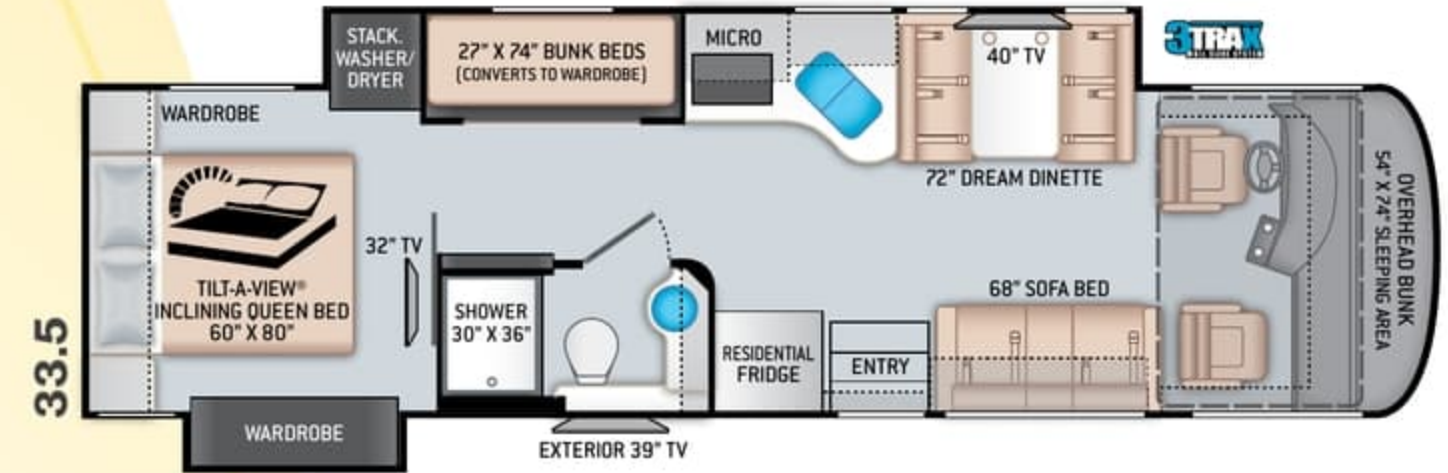 33.5
STACK.
WASHER/
DRYER
27" X 74" BUNK BEDS
(CONVERTS TO WARDROBE)
MICRO
40" TV
3TRAX
WARDROBE
72" DREAM DINETTE
OVERHEAD BUNK
54" X 74" SLEEPING AREA
32" TV
TILT-A-VIEW®
INCLINING QUEEN BED
60" X 80"
SHOWER
30" X 36"
68" SOFA BED
RESIDENTIAL
FRIDGE
ENTRY
WARDROBE
EXTERIOR 39" TV